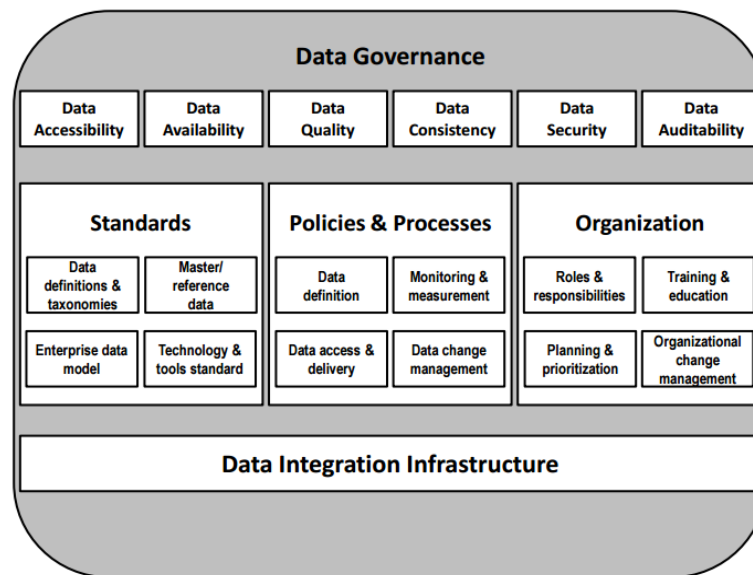 Data Governance
Data
Accessibility
Data
Availability
Data
Quality
Data
Consistency
Data
Security
Data
Auditability
Standards
Data
definitions &
taxonomies
Master/
reference
data
Enterprise data
model
Technology &
tools standard
Policies & Processes
Data
definition
Monitoring &
measurement
Data access &
delivery
Data change
management
Organization
Roles &
responsibilities
Training &
education
Planning &
prioritization
Organizational
change
management
Data Integration Infrastructure